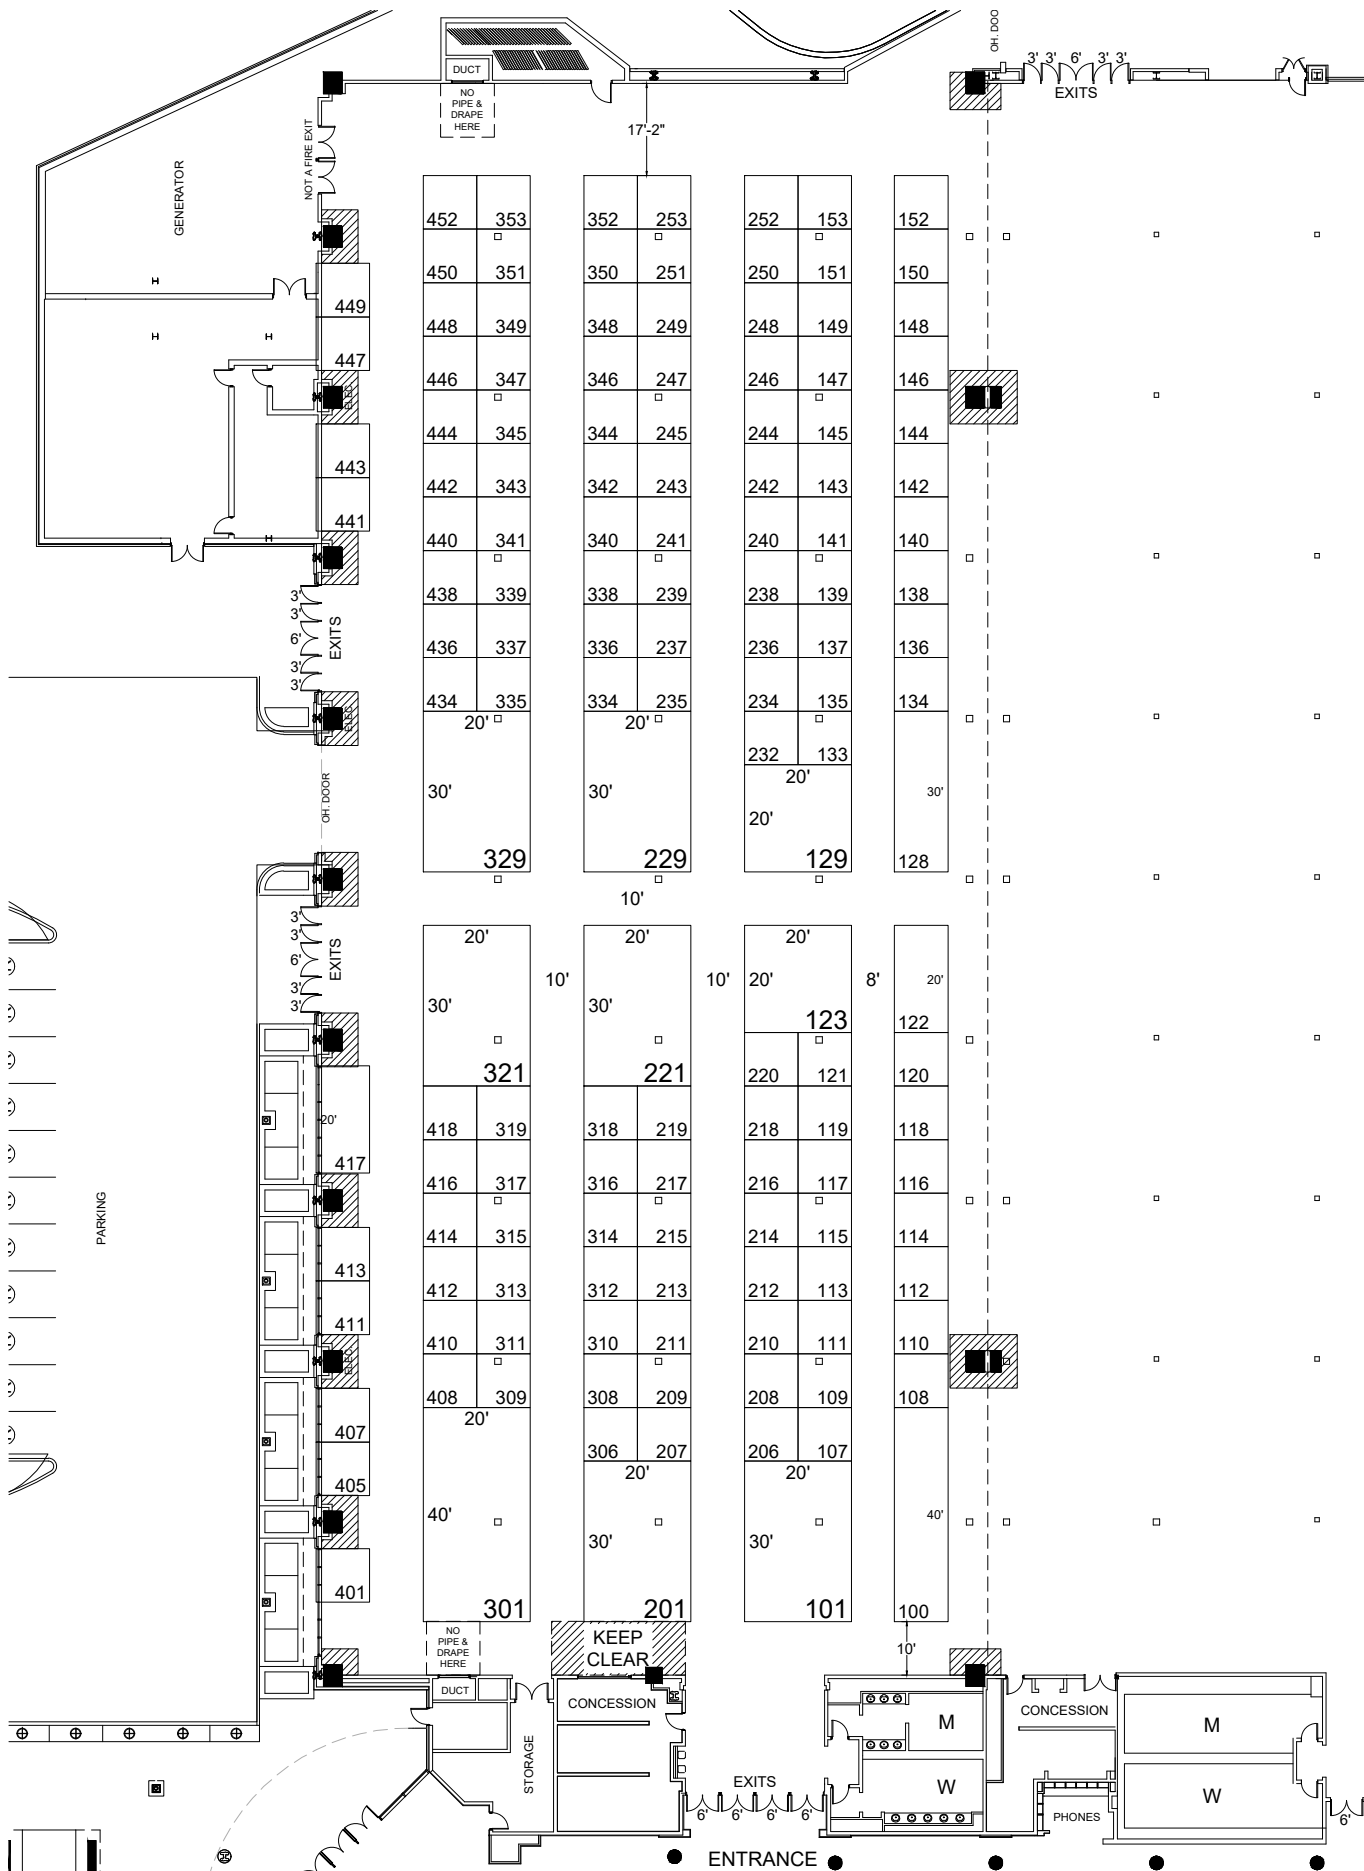 OH. DOO
3' 3' 6' 3' 3'
EXITS
DUCT
NO
PIPE &
DRAPE
HERE
17'-2"
NOT A FIRE EXIT
GENERATOR
452 353 352 253 252 153 152
450 351 350 251 250 151 150
449
448 349 348 249 248 149 148
447
446 347 346 247 246 147 146
ELEC
444 345 344 245 244 145 144
443
442 343 342 243 242 143 142
441
440 341 340 241 240 141 140
438 339 338 239 238 139 138
3'
3'
6'
3'
3'
EXITS
436 337 336 237 236 137 136
434 335 334 235 234 135 134
ELEC
20' 20'
232 133
20'
OH. DOOR
30' 30' 20' 30'
329 229 129 128
10'
3'
3'
6'
3'
3'
EXITS
20' 20' 20'
10' 10' 20' 8' 20'
30' 30'
123 122
321 221 220 121 120
20'
418 319 318 219 218 119 118
417
416 317 316 217 216 117 116
PARKING
414 315 314 215 214 115 114
413
412 313 312 213 212 113 112
411
410 311 310 211 210 111 110
ELEC
408 309 308 209 208 109 108
20'
407
306 207 206 107
20' 20'
405
40' 30' 30' 40'
401
301 201 101 100
NO
PIPE &
DRAPE
HERE
KEEP
CLEAR
10'
DUCT
CONCESSION
STORAGE
M
W
CONCESSION
PHONES
M
W
EXITS
6' 6' 6' 6'
6'
ENTRANCE